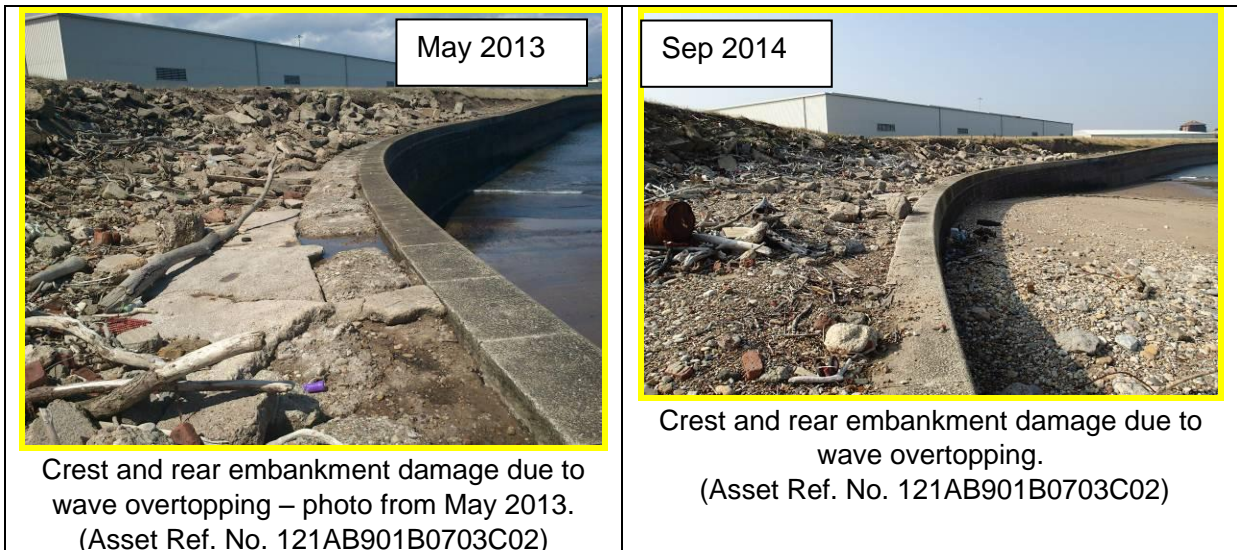 May 2013
Crest and rear embankment damage due to
wave overtopping – photo from May 2013.
(Asset Ref. No. 121AB901B0703C02)
Sep 2014
Crest and rear embankment damage due to
wave overtopping.
(Asset Ref. No. 121AB901B0703C02)